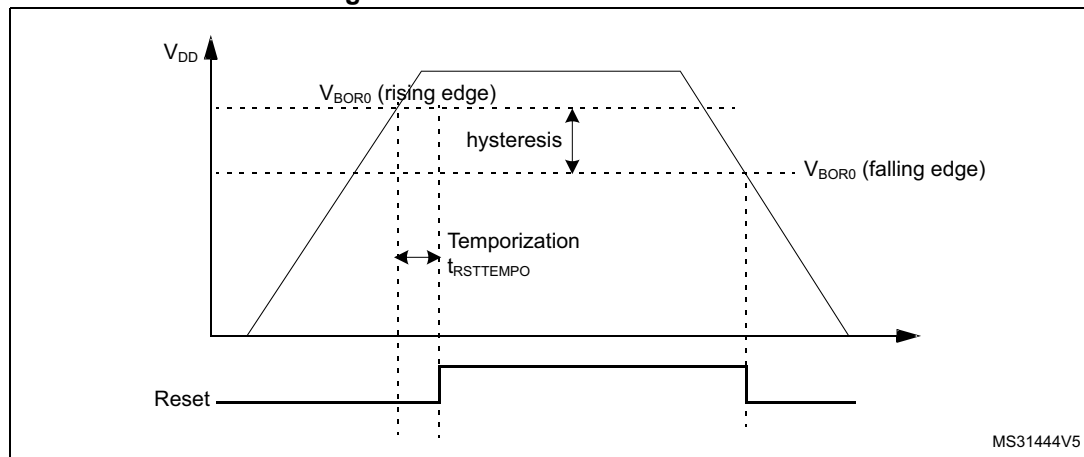 V_DD
V_BOR0 (rising edge)
hysteresis
V_BOR0 (falling edge)
Temporization
t_RSTTEMPO
Reset
MS31444V5